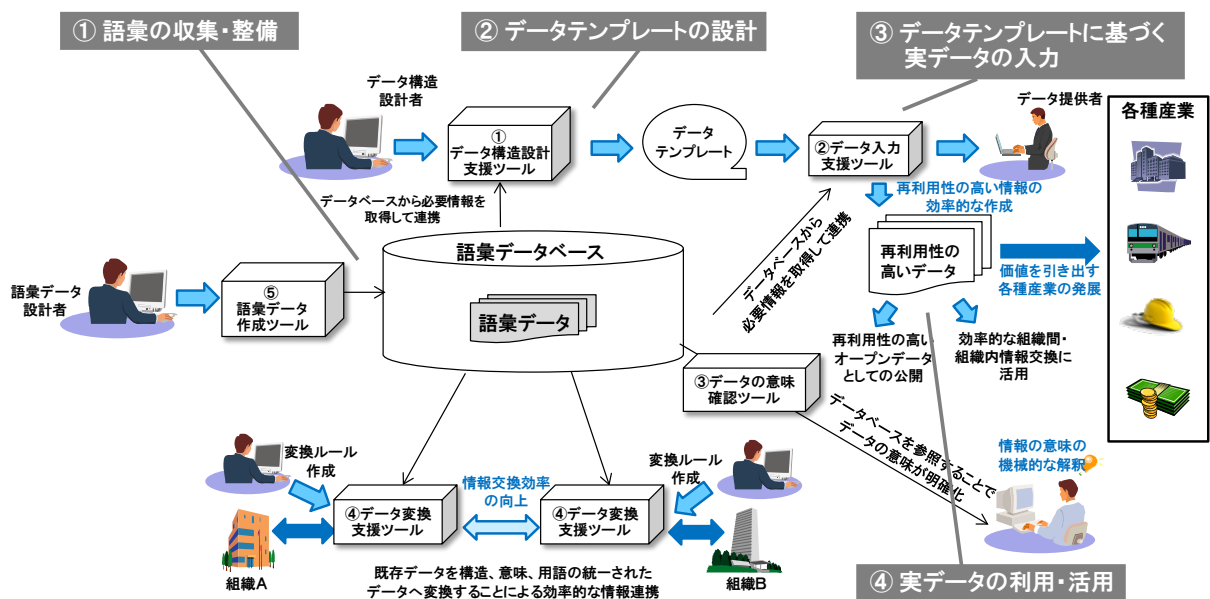 ① 語彙の収集・整備
② データテンプレートの設計
③ データテンプレートに基づく
実データの入力
データ構造
設計者
①
データ構造設計
支援ツール
データ
テンプレート
②データ入力
支援ツール
データ提供者
各種産業
データベースから必要情報を
取得して連携
再利用性の高い情報の
効率的な作成
データベースから
必要情報を取得して連携
再利用性の
高いデータ
価値を引き出す
各種産業の発展
語彙データ
設計者
⑤
語彙データ
作成ツール
語彙データベース
語彙データ
再利用性の高い
オープンデータ
としての公開
効率的な組織間・
組織内情報交換に
活用
③データの意味
確認ツール
データベースを参照することで
データの意味が明確化
情報の意味の
機械的な解釈
変換ルール
作成
変換ルール
作成
情報交換効率
の向上
④データ変換
支援ツール
④データ変換
支援ツール
組織A
組織B
既存データを構造、意味、用語の統一された
データへ変換することによる効率的な情報連携
④ 実データの利用・活用